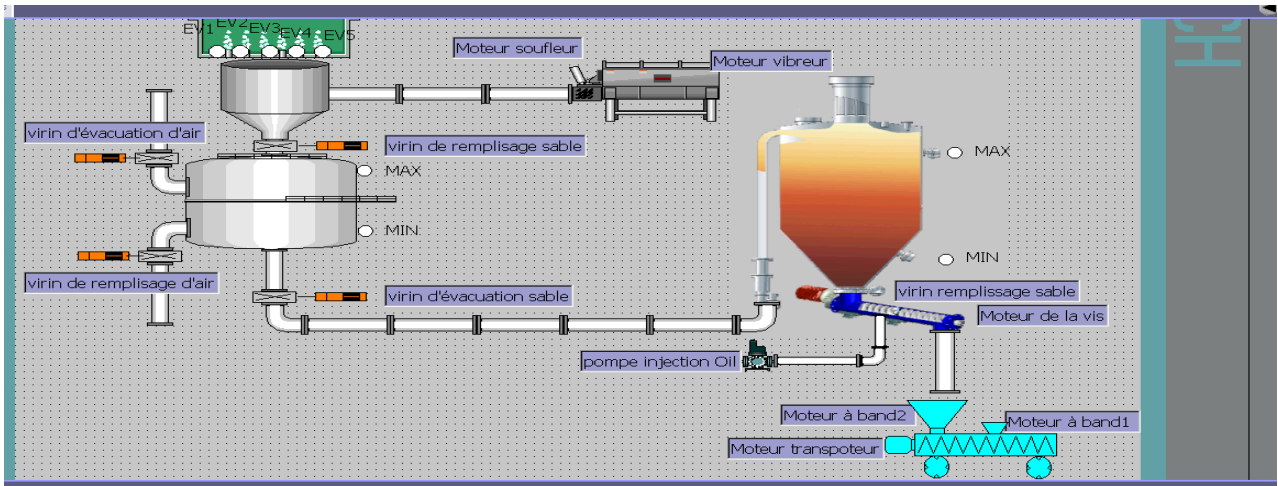 EV1 EV2 EV3 EV4 EV5
CH
Moteur soufleur
Moteur vibreur
virin d'évacuation d'air
virin de remplisage sable
MAX
MAX
MIN
MIN
virin de remplisage d'air
virin d'évacuation sable
virin remplissage sable
Moteur de la vis
pompe injection Oil
Moteur à band2
Moteur à band1
Moteur transpoteur